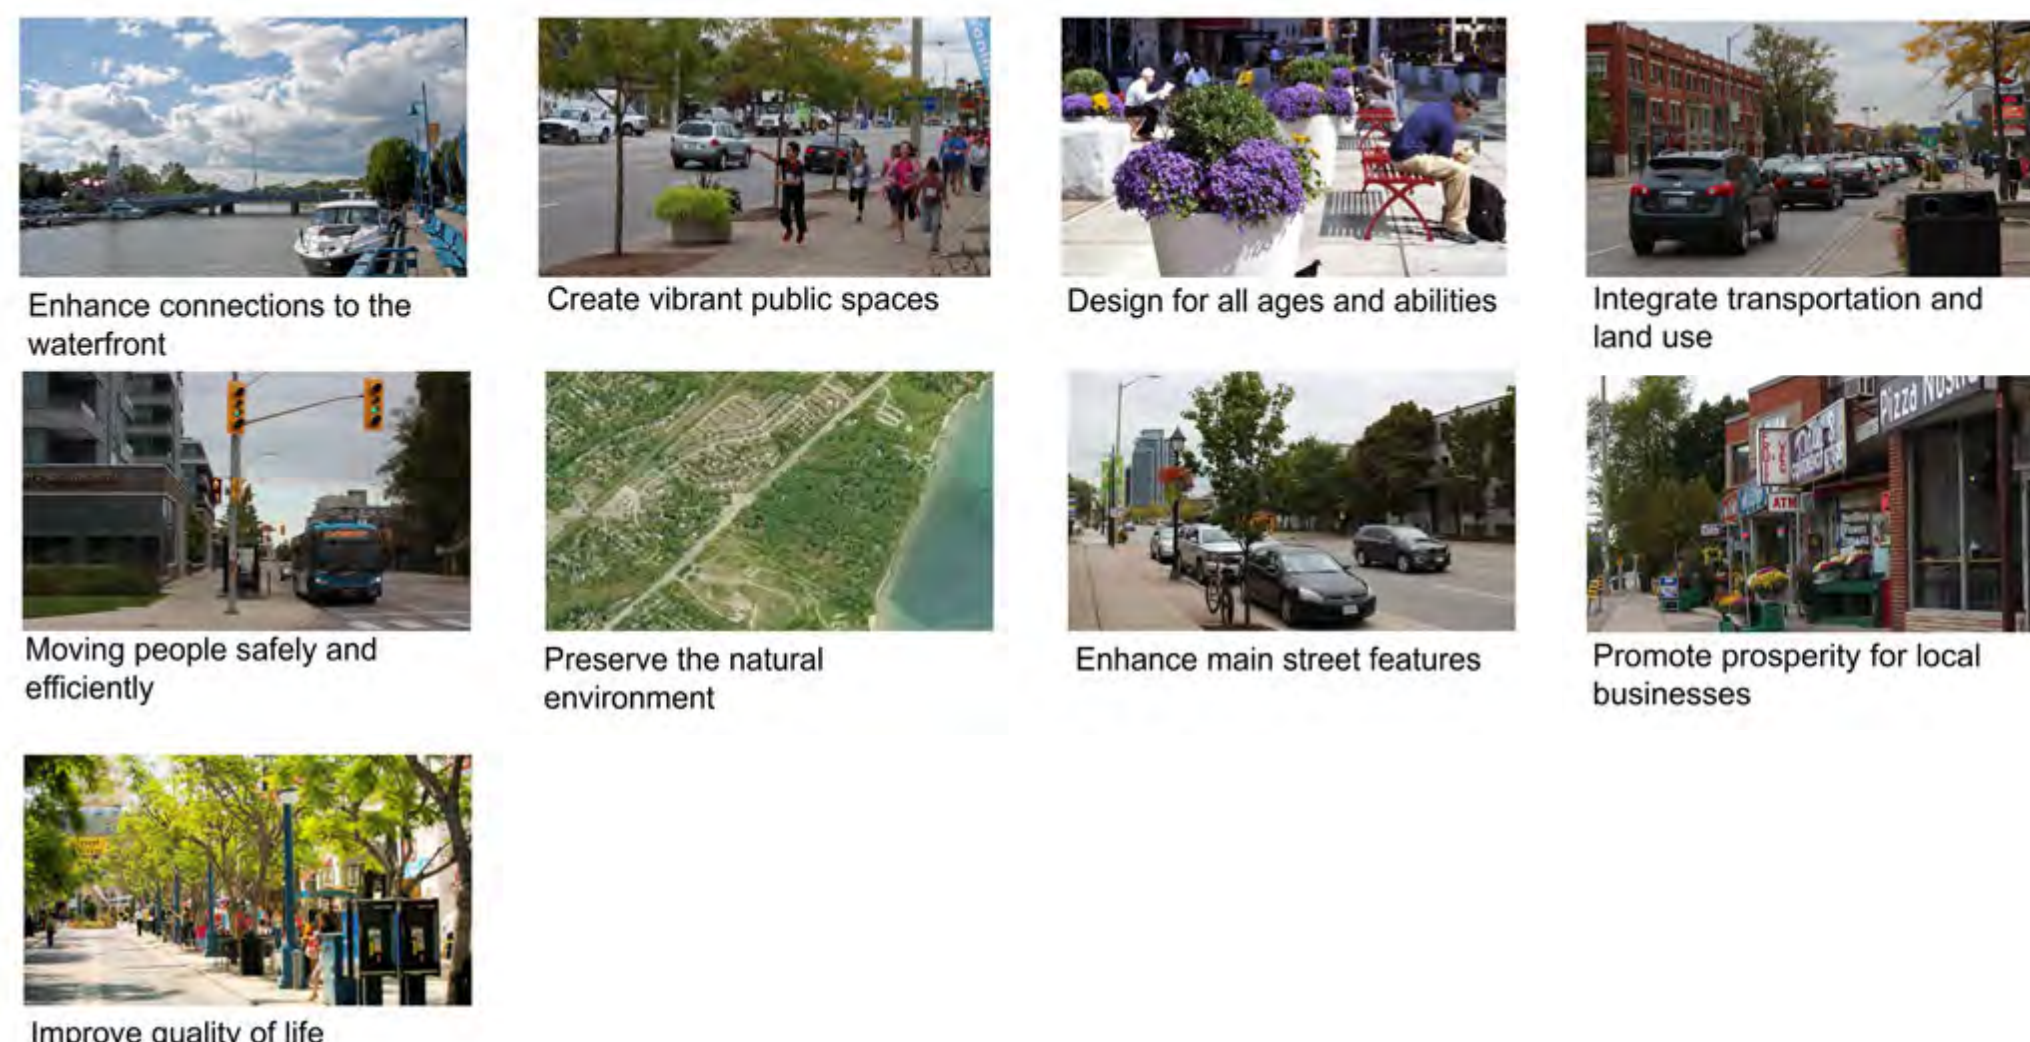 Enhance connections to the
waterfront
Create vibrant public spaces
Design for all ages and abilities
Integrate transportation and
land use
Moving people safely and
efficiently
Preserve the natural
environment
Enhance main street features
Pizza
ATM
Promote prosperity for local
businesses
Improve quality of life